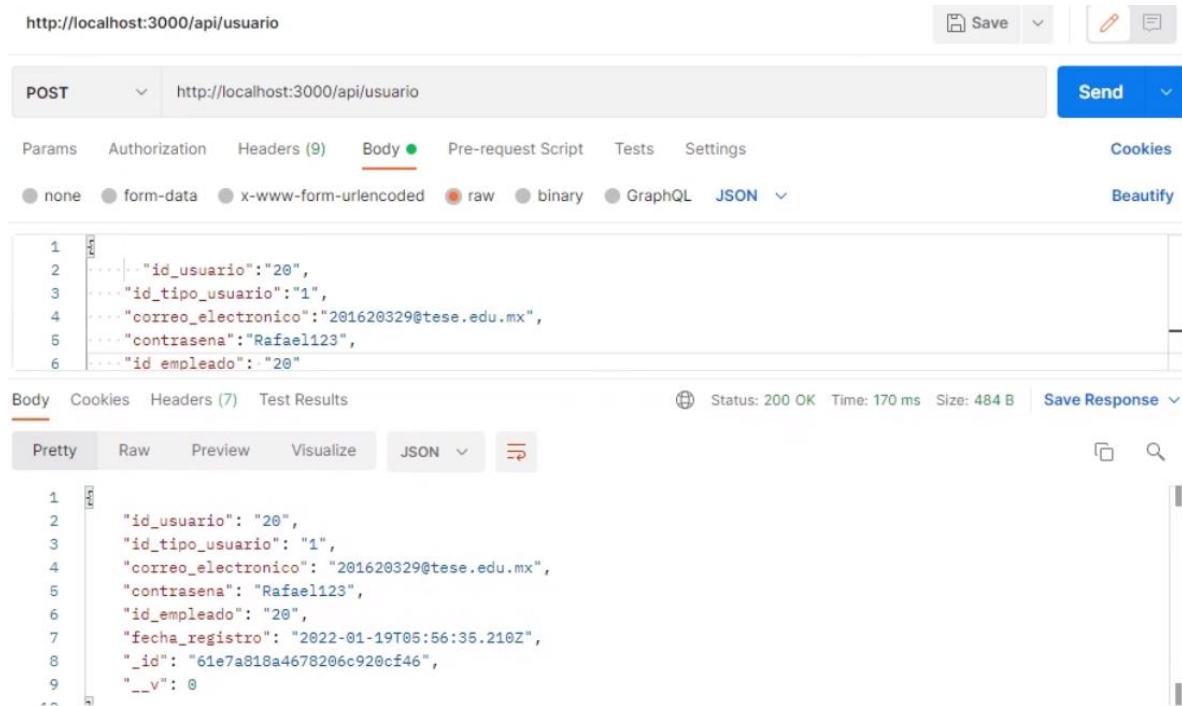 http://localhost:3000/api/usuario Save
POST http://localhost:3000/api/usuario Send
Params Authorization Headers (9) Body Pre-request Script Tests Settings Cookies
none form-data x-www-form-urlencoded raw binary GraphQL JSON Beautify
1 {
2 "id_usuario":"20",
3 "id_tipo_usuario":"1",
4 "correo_electronico":"201620329@tese.edu.mx",
5 "contrasena":"Rafael123",
6 "id_empleado": "20"
Body Cookies Headers (7) Test Results Status: 200 OK Time: 170 ms Size: 484 B Save Response
Pretty Raw Preview Visualize JSON
1 {
2 "id_usuario": "20",
3 "id_tipo_usuario": "1",
4 "correo_electronico": "201620329@tese.edu.mx",
5 "contrasena": "Rafael123",
6 "id_empleado": "20",
7 "fecha_registro": "2022-01-19T05:56:35.210Z",
8 "_id": "61e7a818a4678206c920cf46",
9 "__v": 0